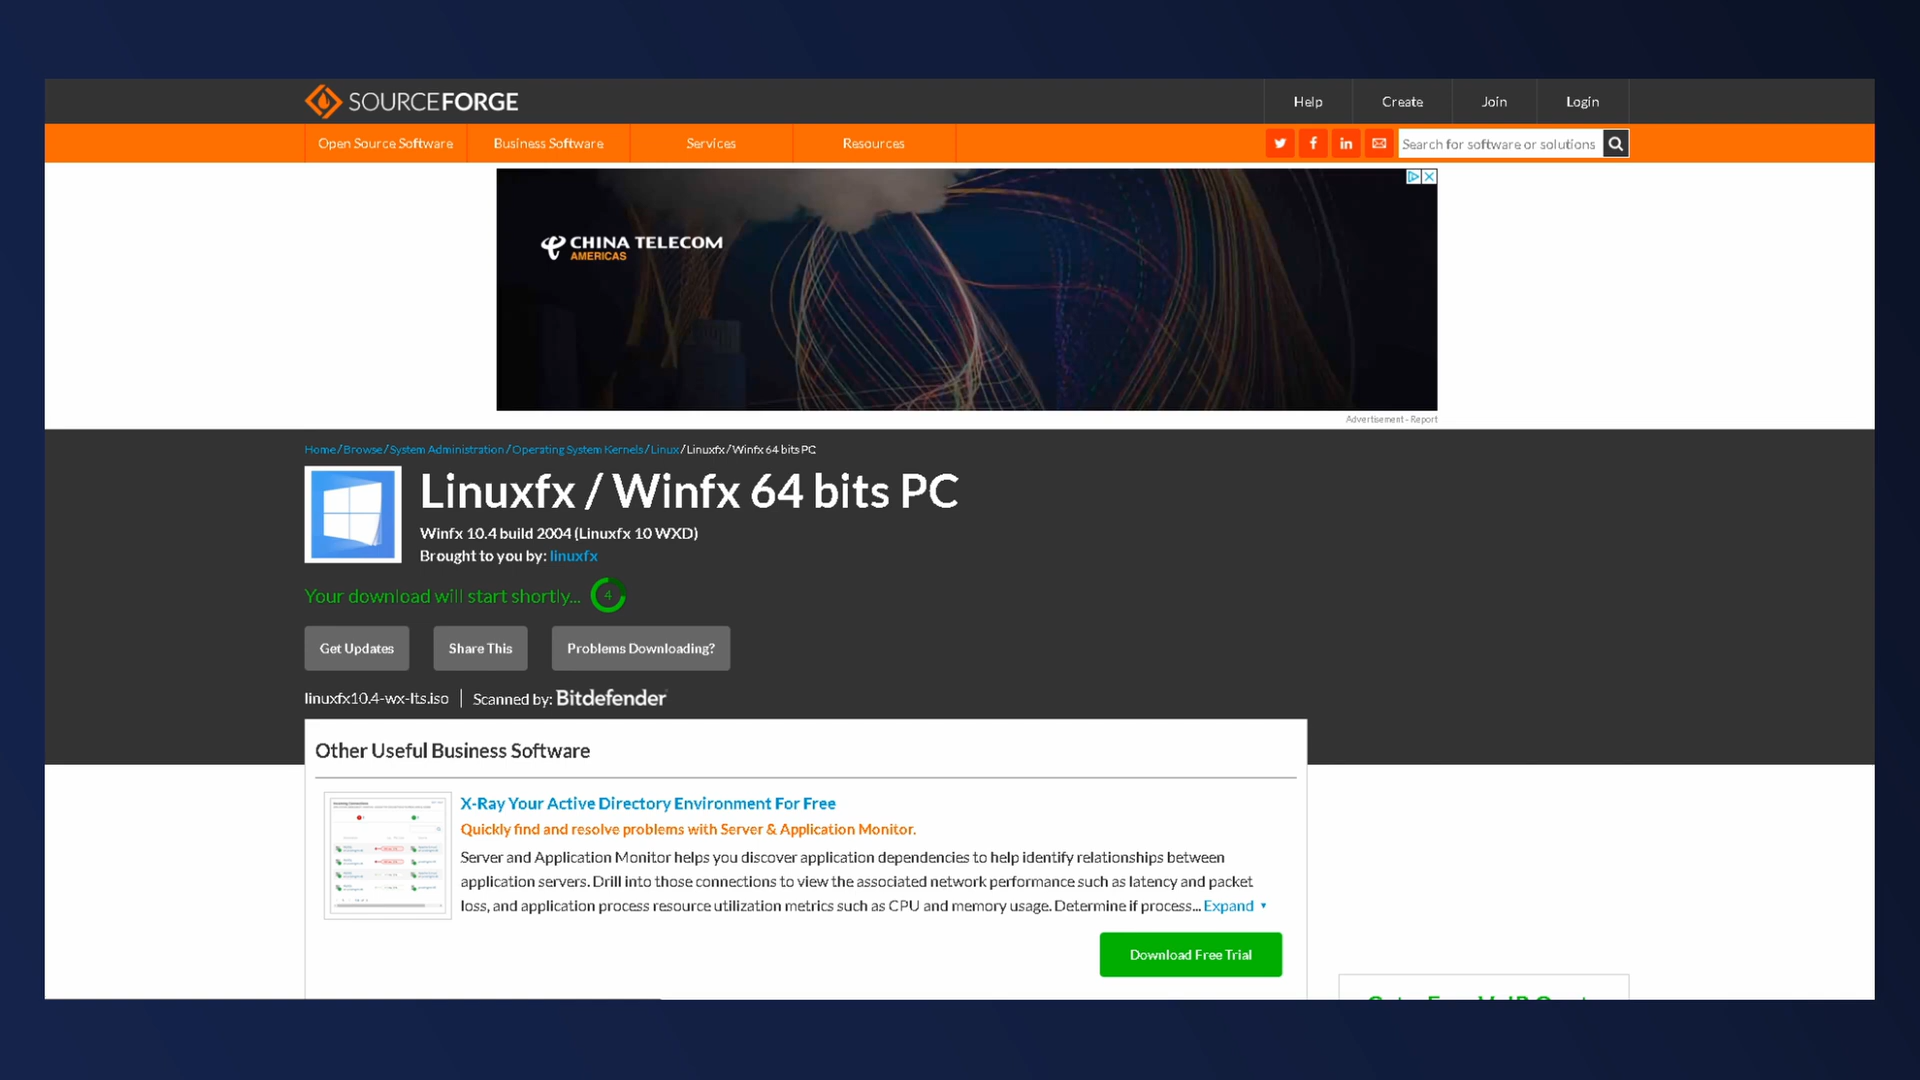 SOURCEFORGE
Help
Create
Join
Login
Open Source Software
Business Software
Services
Resources
Search for software or solutions
CHINA TELECOM
AMERICAS
Advertisement - Report
Home / Browse / System Administration / Operating System Kernels / Linux / Linuxfx / Winfx 64 bits PC
Linuxfx / Winfx 64 bits PC
Winfx 10.4 build 2004 (Linuxfx 10 WXD)
Brought to you by: linuxfx
Your download will start shortly... 4
Get Updates
Share This
Problems Downloading?
linuxfx10.4-wx-lts.iso
Scanned by: Bitdefender
Other Useful Business Software
X-Ray Your Active Directory Environment For Free
Quickly find and resolve problems with Server & Application Monitor.
Server and Application Monitor helps you discover application dependencies to help identify relationships between
application servers. Drill into those connections to view the associated network performance such as latency and packet
loss, and application process resource utilization metrics such as CPU and memory usage. Determine if process... Expand
Download Free Trial